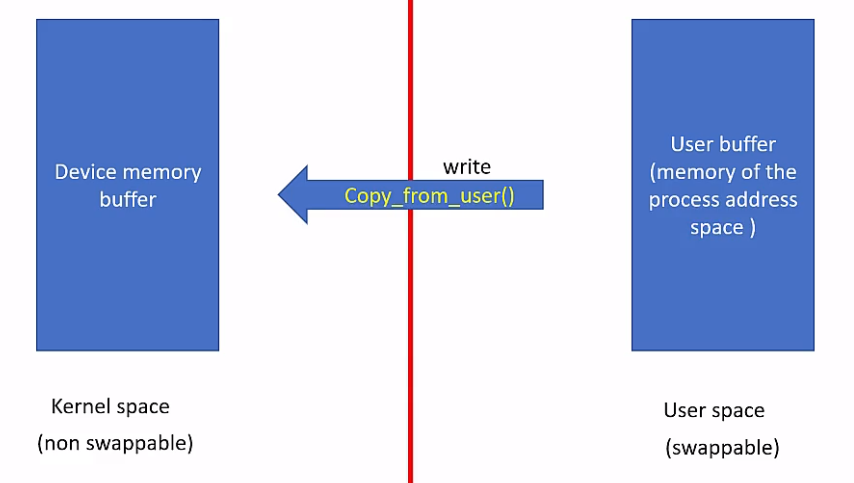 Device memory
buffer
write
Copy_from_user()
User buffer
(memory of the
process address
space )
Kernel space
(non swappable)
User space
(swappable)